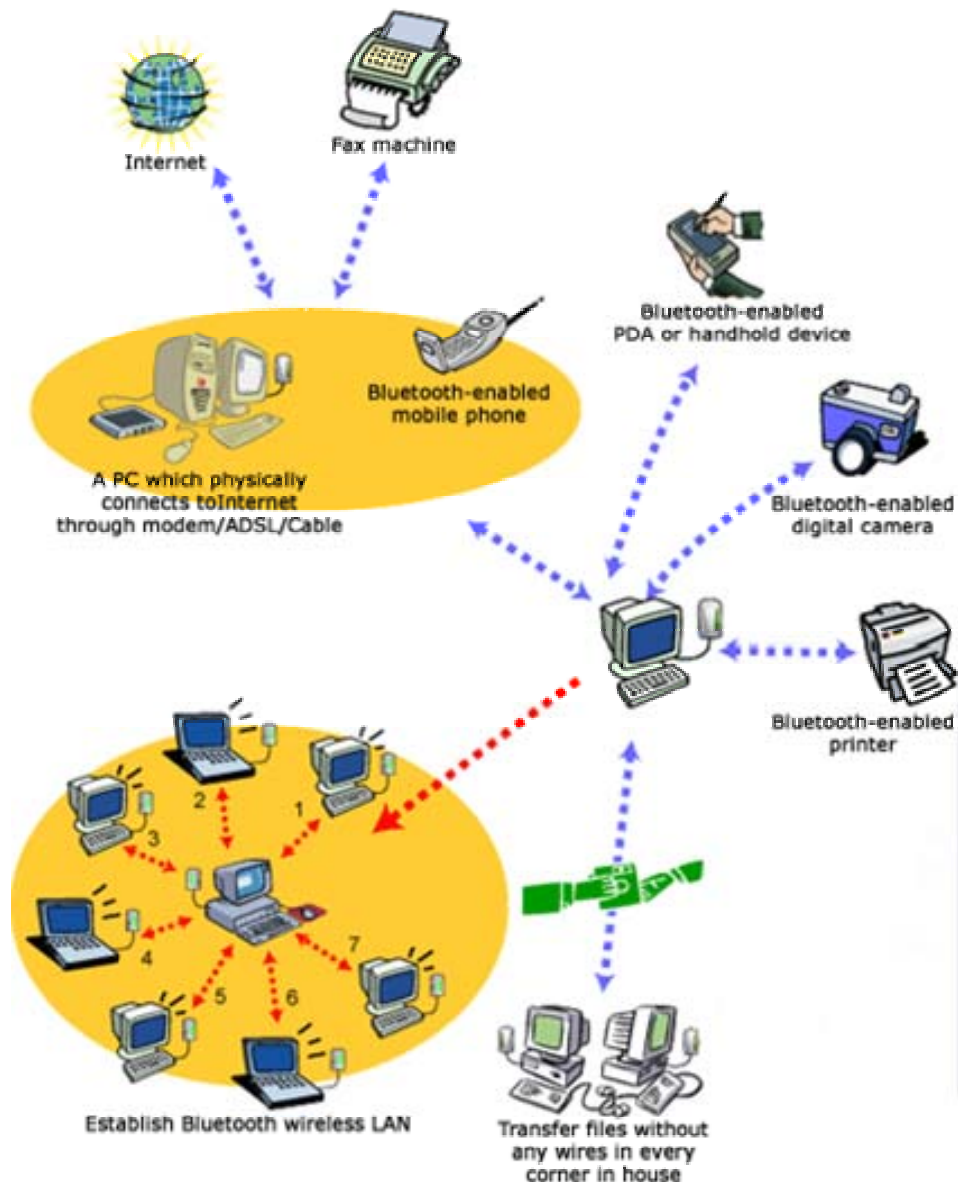 Internet
Fax machine
Bluetooth-enabled
PDA or handhold device
Bluetooth-enabled
mobile phone
A PC which physically
connects toInternet
through modem/ADSL/Cable
Bluetooth-enabled
digital camera
Bluetooth-enabled
printer
1
2
3
4
5
6
7
Establish Bluetooth wireless LAN
Transfer files without
any wires in every
corner in house